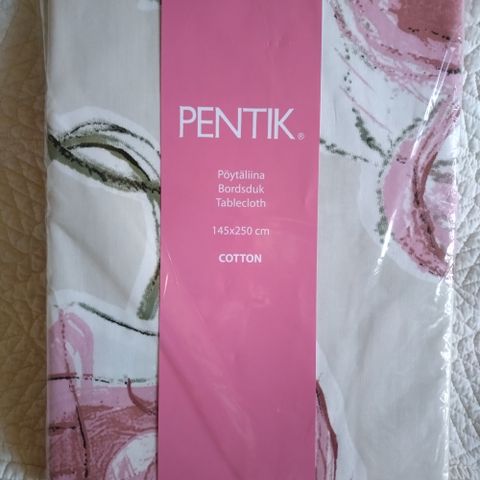 PENTIK®
Pöytäliina
Bordsduk
Tablecloth
145x250 cm
COTTON